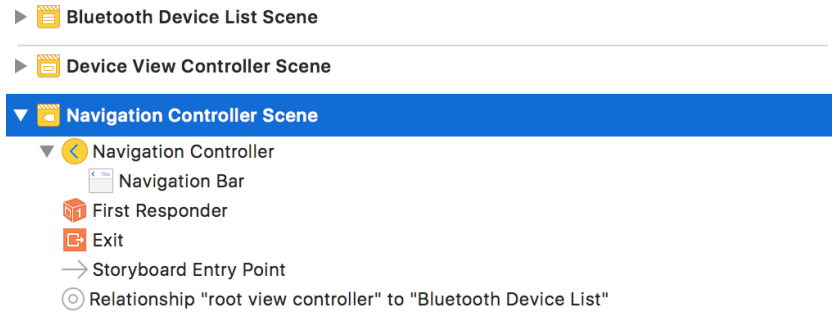 Bluetooth Device List Scene
Device View Controller Scene
Navigation Controller Scene
Navigation Controller
Navigation Bar
First Responder
Exit
Storyboard Entry Point
Relationship "root view controller" to "Bluetooth Device List"